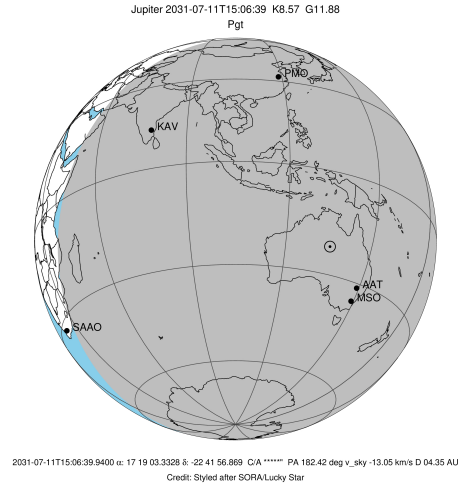 Jupiter 2031-07-11T15:06:39 K8.57 G11.88
Pgt
PMO
KAV
AAT
MSO
SAAO
2031-07-11T15:06:39.9400 α: 17 19 03.3328 δ: -22 41 56.869 C/A *****" PA 182.42 deg v_sky -13.05 km/s D 04.35 AU
Credit: Styled after SORA/Lucky Star